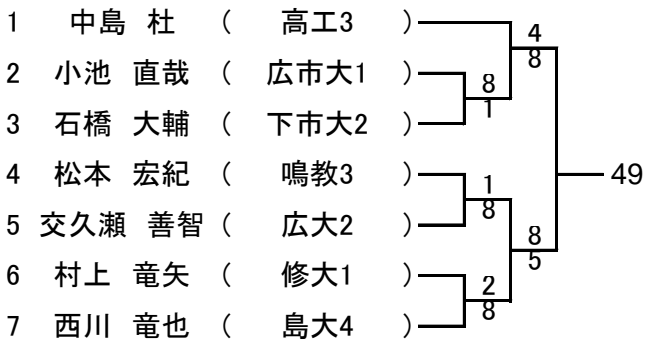 1 中島 杜 ( 高工3 )
4
8
2 小池 直哉 ( 広市大1 )
8
1
3 石橋 大輔 ( 下市大2 )
4 松本 宏紀 ( 鳴教3 )
49
1
8
5 交久瀬 善智 ( 広大2 )
8
5
6 村上 竜矢 ( 修大1 )
2
8
7 西川 竜也 ( 島大4 )